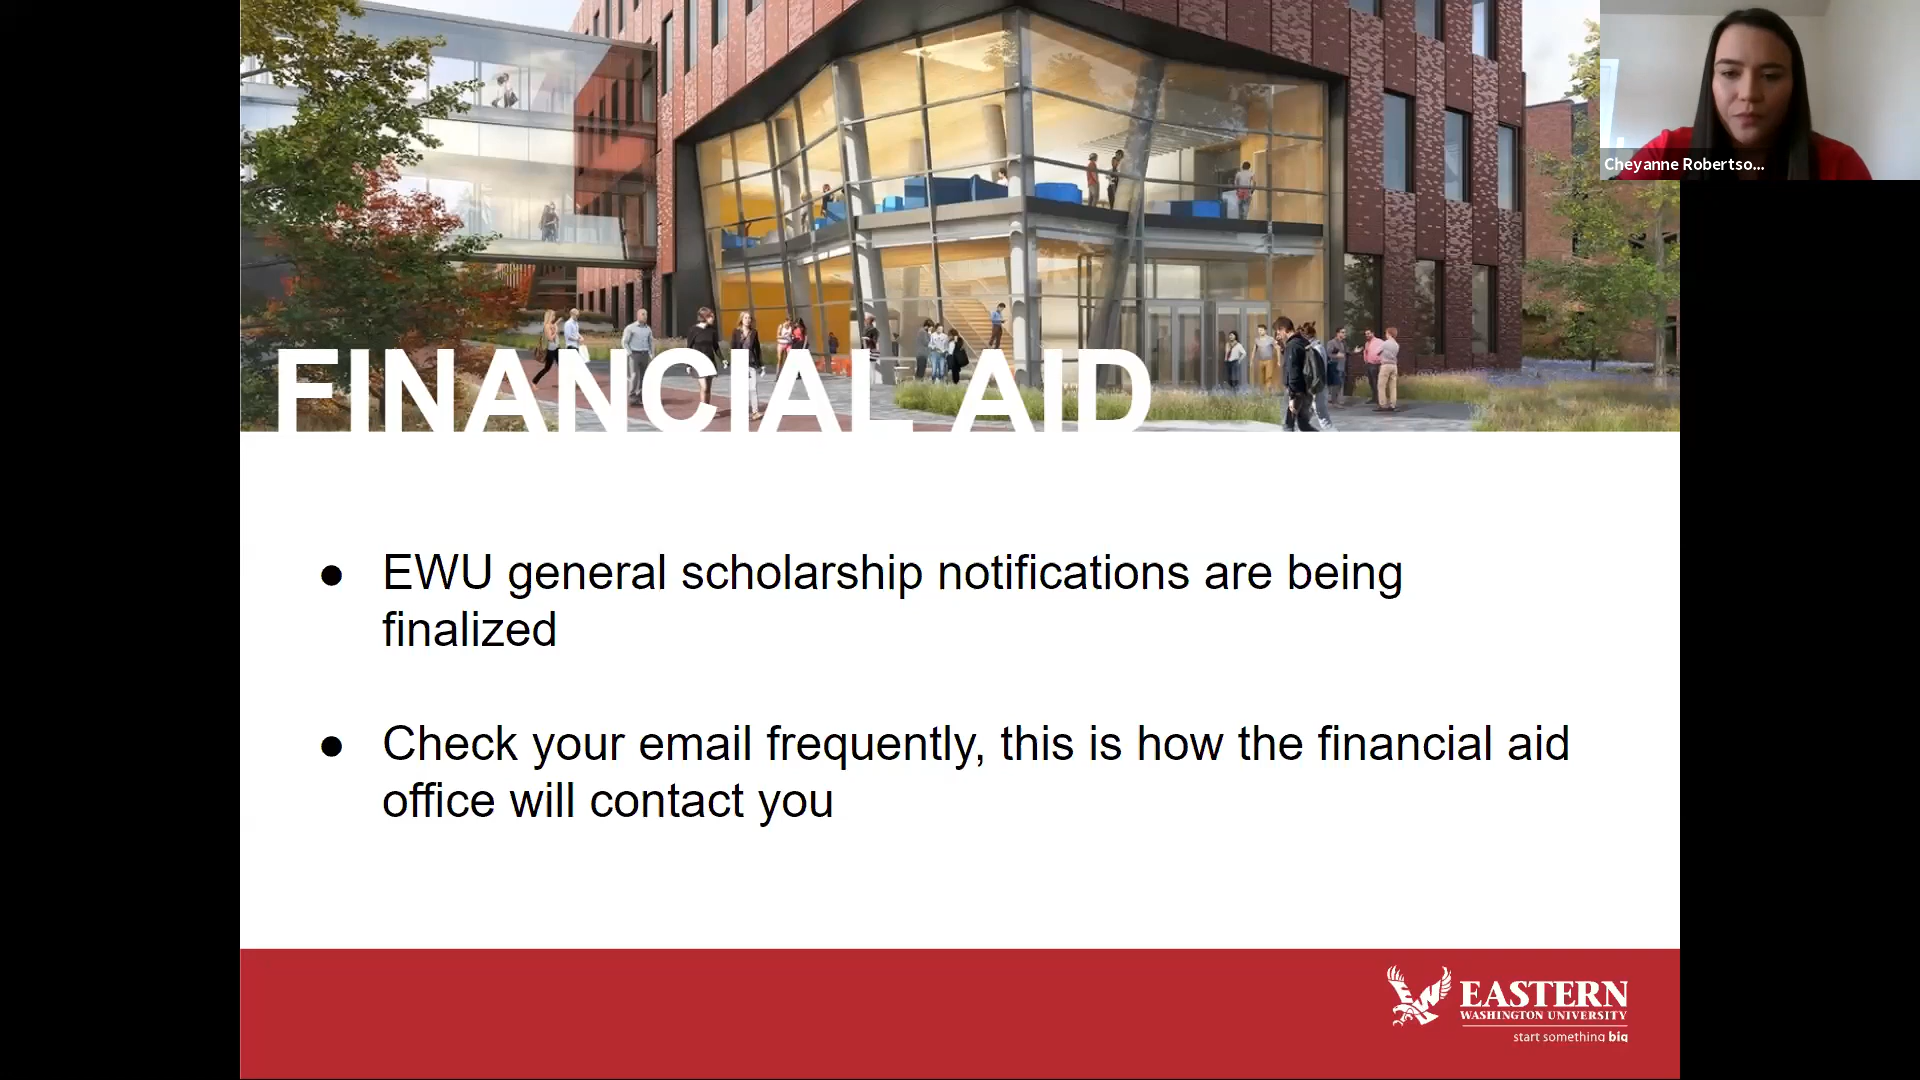 Cheyanne Robertso...
FINANCIAL AID
● EWU general scholarship notifications are being
finalized
● Check your email frequently, this is how the financial aid
office will contact you
EASTERN
WASHINGTON UNIVERSITY
start something big